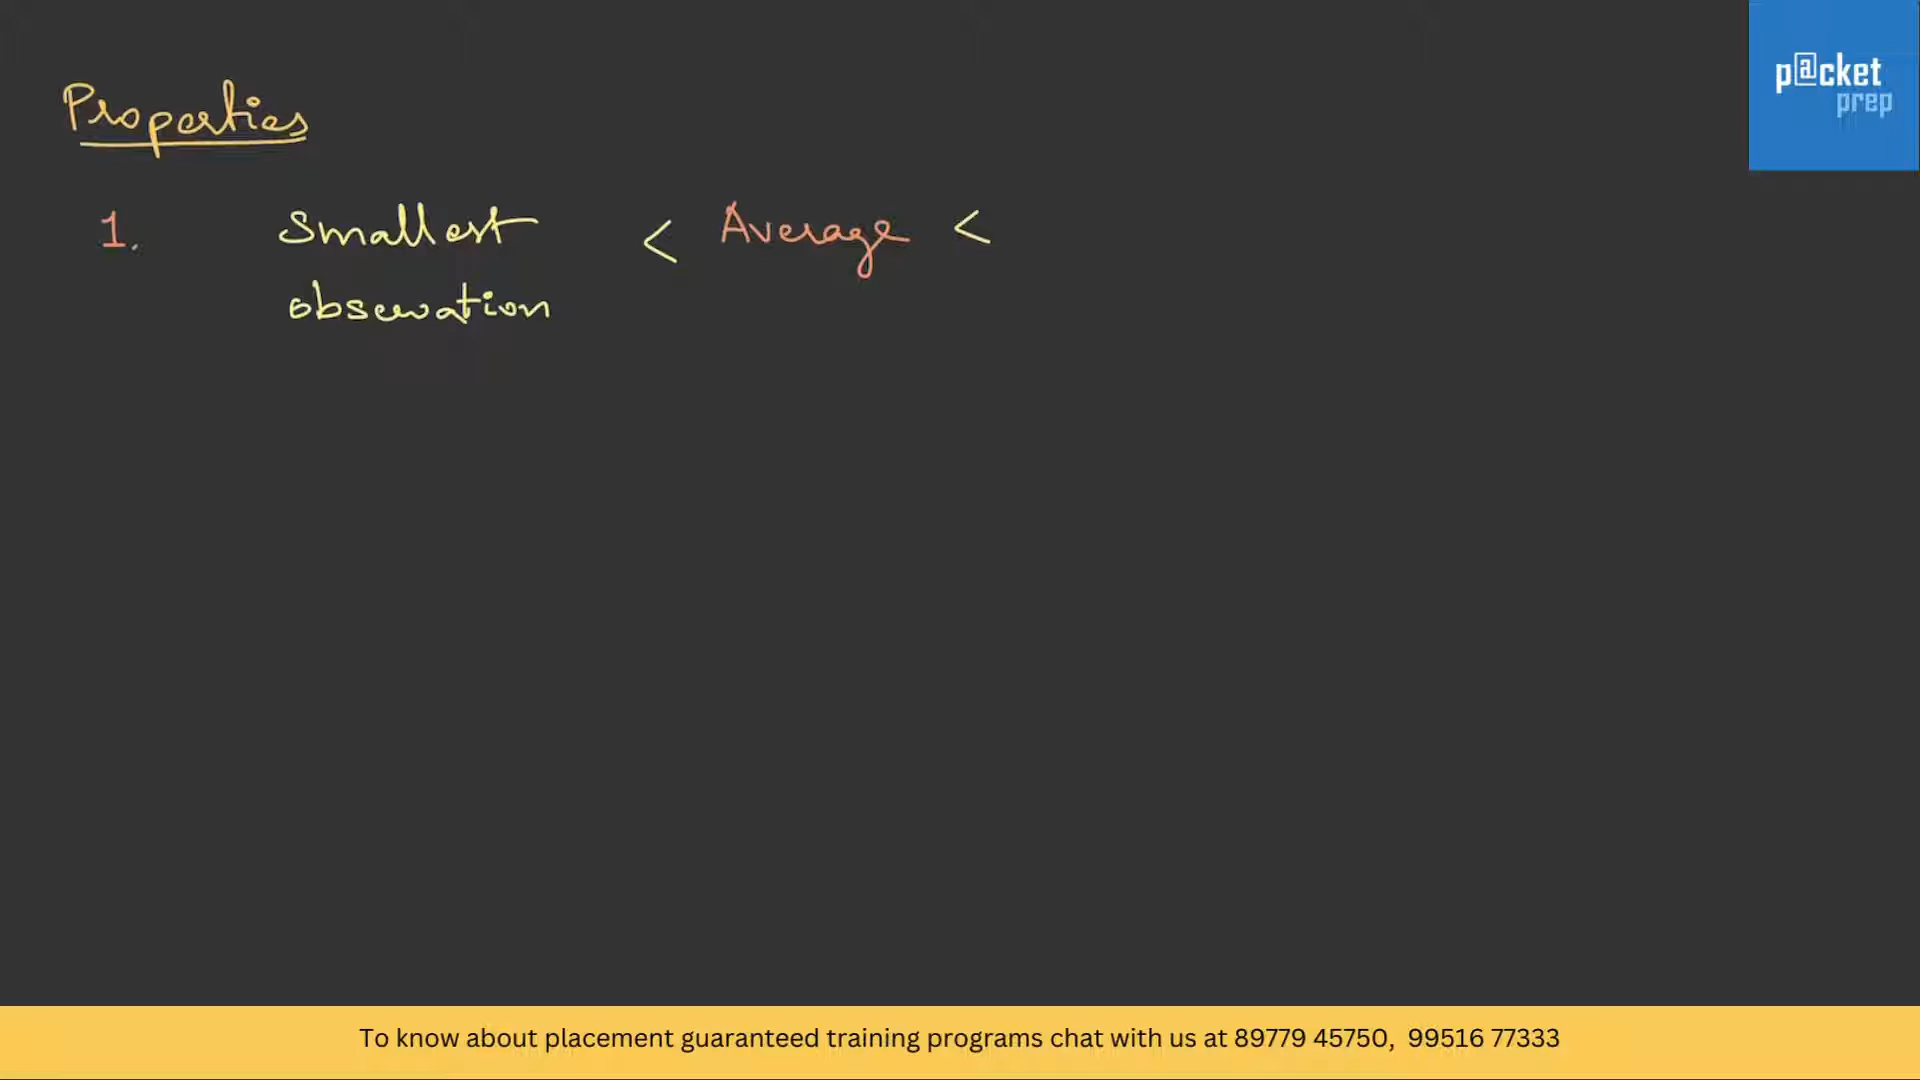 p@cket
prep
Properties
1. Smallest < Average <
observation
To know about placement guaranteed training programs chat with us at 89779 45750, 99516 77333